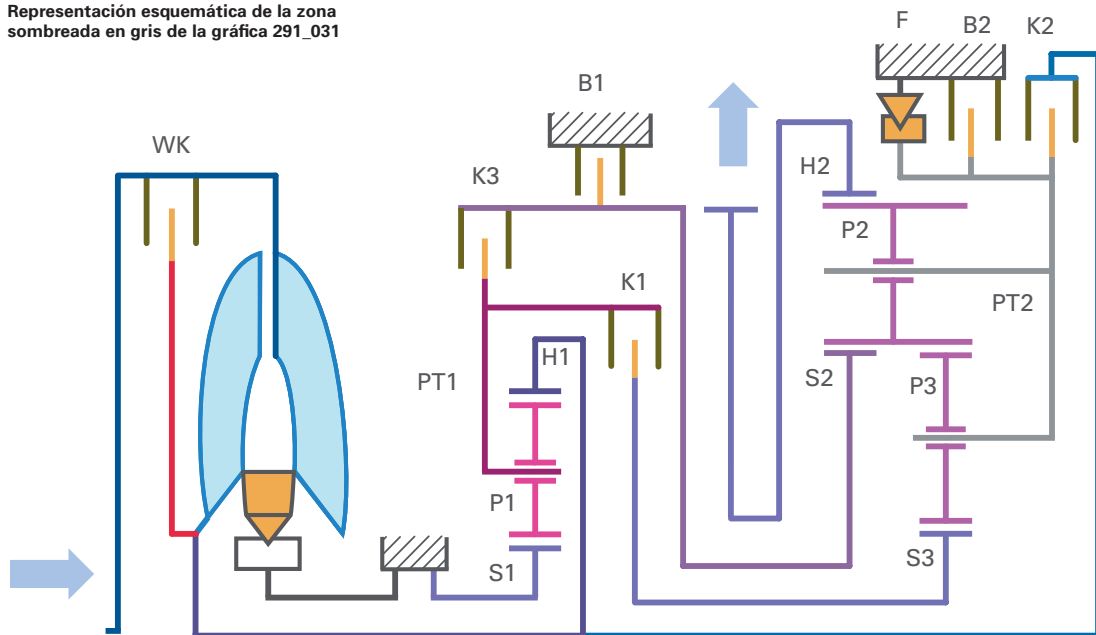 Representación esquemática de la zona
sombreada en gris de la gráfica 291_031
F
B2
K2
B1
WK
K3
H2
P2
K1
PT2
H1
PT1
S2
P3
P1
S1
S3